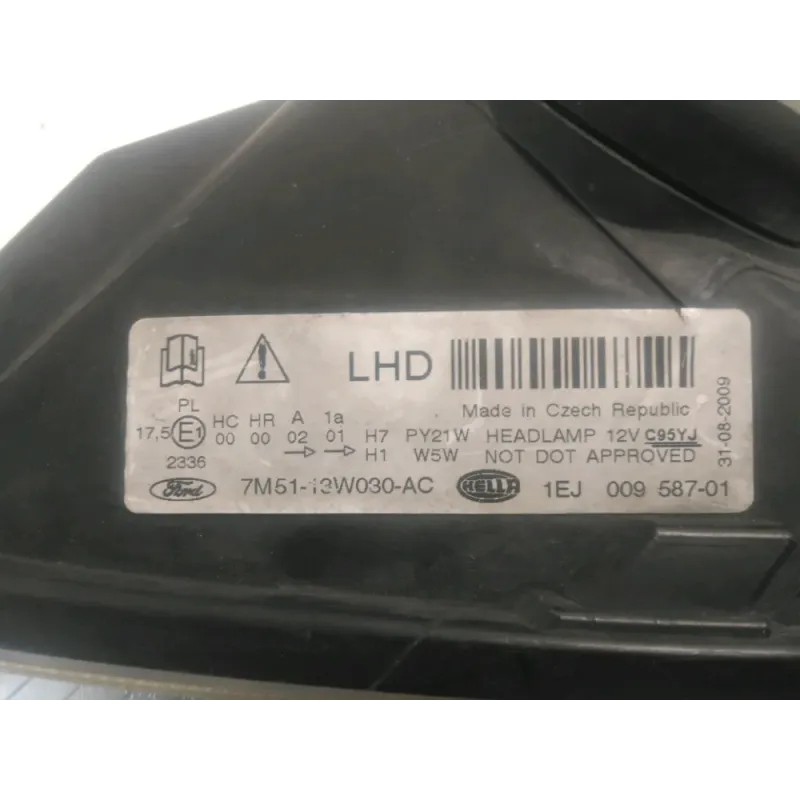 LHD
Made in Czech Republic
PL
17,5 E1 HC HR A 1a
00 00 02 01 H7 PY21W HEADLAMP 12V C95YJ
2336 H1 W5W NOT DOT APPROVED
Ford 7M51-13W030-AC HELLA 1EJ 009 587-01
31-08-2009